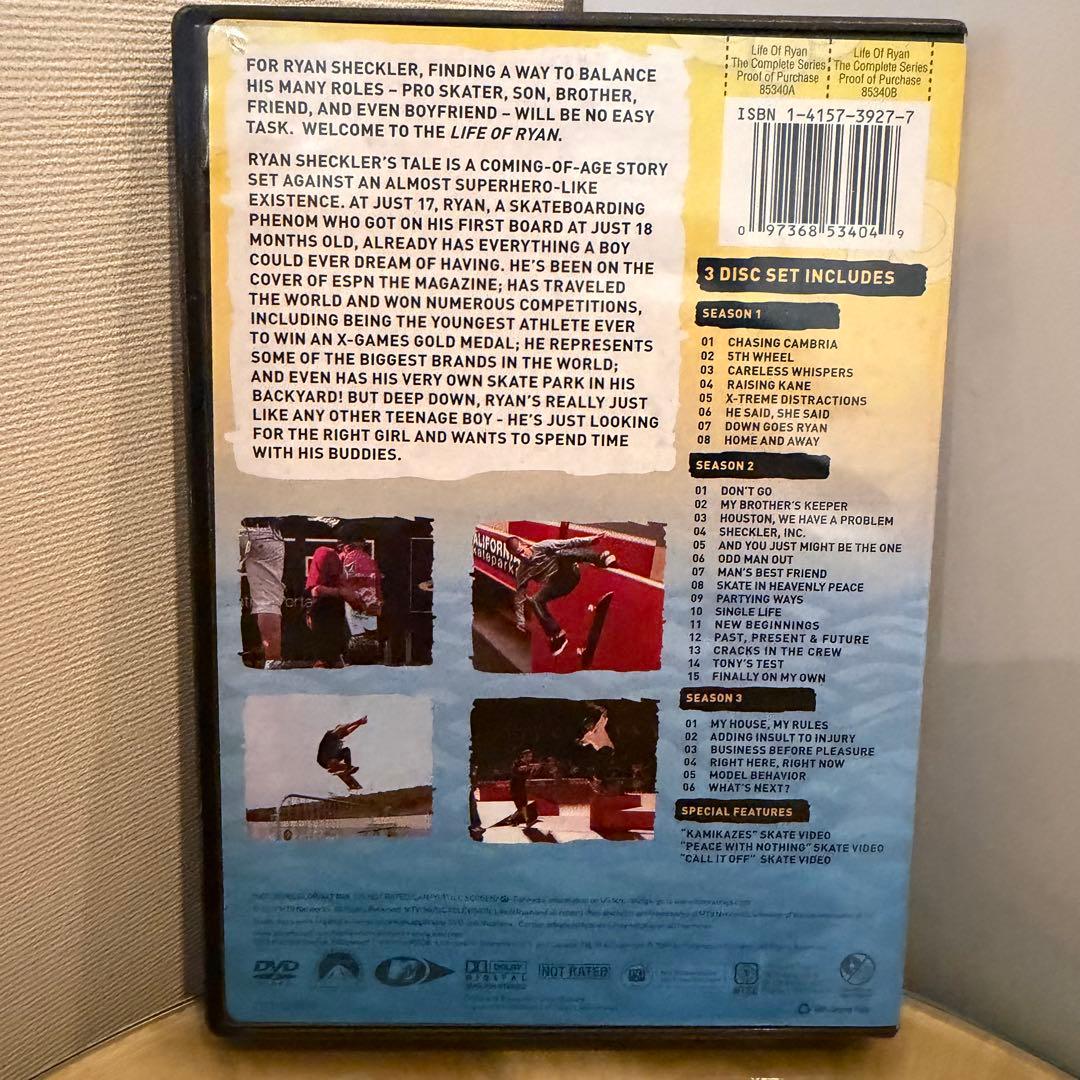 FOR RYAN SHECKLER, FINDING A WAY TO BALANCE
HIS MANY ROLES – PRO SKATER, SON, BROTHER,
FRIEND, AND EVEN BOYFRIEND – WILL BE NO EASY
TASK. WELCOME TO THE LIFE OF RYAN.
RYAN SHECKLER'S TALE IS A COMING-OF-AGE STORY
SET AGAINST AN ALMOST SUPERHERO-LIKE
EXISTENCE. AT JUST 17, RYAN, A SKATEBOARDING
PHENOM WHO GOT ON HIS FIRST BOARD AT JUST 18
MONTHS OLD, ALREADY HAS EVERYTHING A BOY
COULD EVER DREAM OF HAVING. HE'S BEEN ON THE
COVER OF ESPN THE MAGAZINE; HAS TRAVELED
THE WORLD AND WON NUMEROUS COMPETITIONS,
INCLUDING BEING THE YOUNGEST ATHLETE EVER
TO WIN AN X-GAMES GOLD MEDAL; HE REPRESENTS
SOME OF THE BIGGEST BRANDS IN THE WORLD;
AND EVEN HAS HIS VERY OWN SKATE PARK IN HIS
BACKYARD! BUT DEEP DOWN, RYAN'S REALLY JUST
LIKE ANY OTHER TEENAGE BOY - HE'S JUST LOOKING
FOR THE RIGHT GIRL AND WANTS TO SPEND TIME
WITH HIS BUDDIES.
Life Of Ryan
The Complete Series
Proof of Purchase
85340A
Life Of Ryan
The Complete Series
Proof of Purchase
85340B
ISBN 1-4157-3927-7
0 97368 53404 9
3 DISC SET INCLUDES
SEASON 1
01 CHASING CAMBRIA
02 5TH WHEEL
03 CARELESS WHISPERS
04 RAISING KANE
05 X-TREME DISTRACTIONS
06 HE SAID, SHE SAID
07 DOWN GOES RYAN
08 HOME AND AWAY
SEASON 2
01 DON'T GO
02 MY BROTHER'S KEEPER
03 HOUSTON, WE HAVE A PROBLEM
04 SHECKLER, INC.
05 AND YOU JUST MIGHT BE THE ONE
06 ODD MAN OUT
07 MAN'S BEST FRIEND
08 SKATE IN HEAVENLY PEACE
09 PARTYING WAYS
10 SINGLE LIFE
11 NEW BEGINNINGS
12 PAST, PRESENT & FUTURE
13 CRACKS IN THE CREW
14 TONY'S TEST
15 FINALLY ON MY OWN
SEASON 3
01 MY HOUSE, MY RULES
02 ADDING INSULT TO INJURY
03 BUSINESS BEFORE PLEASURE
04 RIGHT HERE, RIGHT NOW
05 MODEL BEHAVIOR
06 WHAT'S NEXT?
SPECIAL FEATURES
"KAMIKAZES" SKATE VIDEO
"PEACE WITH NOTHING" SKATE VIDEO
"CALL IT OFF" SKATE VIDEO
ALIFORNIA
DVD
DOLBY
DIGITAL
NOT RATED